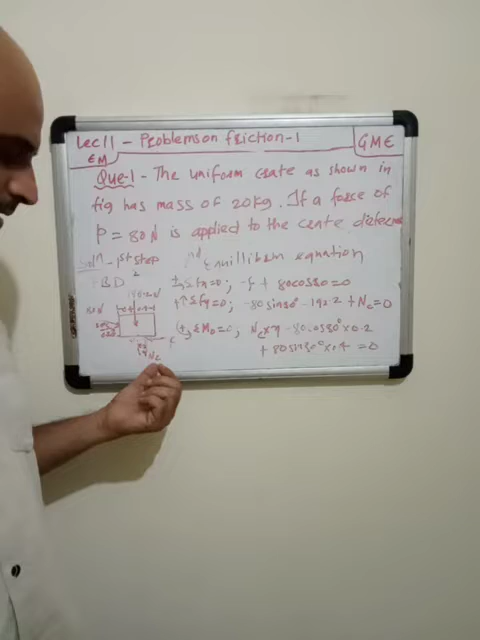 Lec11 - Problems on friction-1 GME
EM
Que-1 - The uniform crate as shown in
fig has mass of 20kg. If a force of
P = 80N is applied to the crate
Soln - 1st step 2nd Equillibrium equation
FBD
→+ ΣFx=0; -f + 80cos30=0
+↑ΣFy=0; -80sin30° - 196.2 + Nc=0
80N
ΣMo=0, Nc×x - 80cos30°×0.2
+ 80sin30°×0.4 = 0
Nc